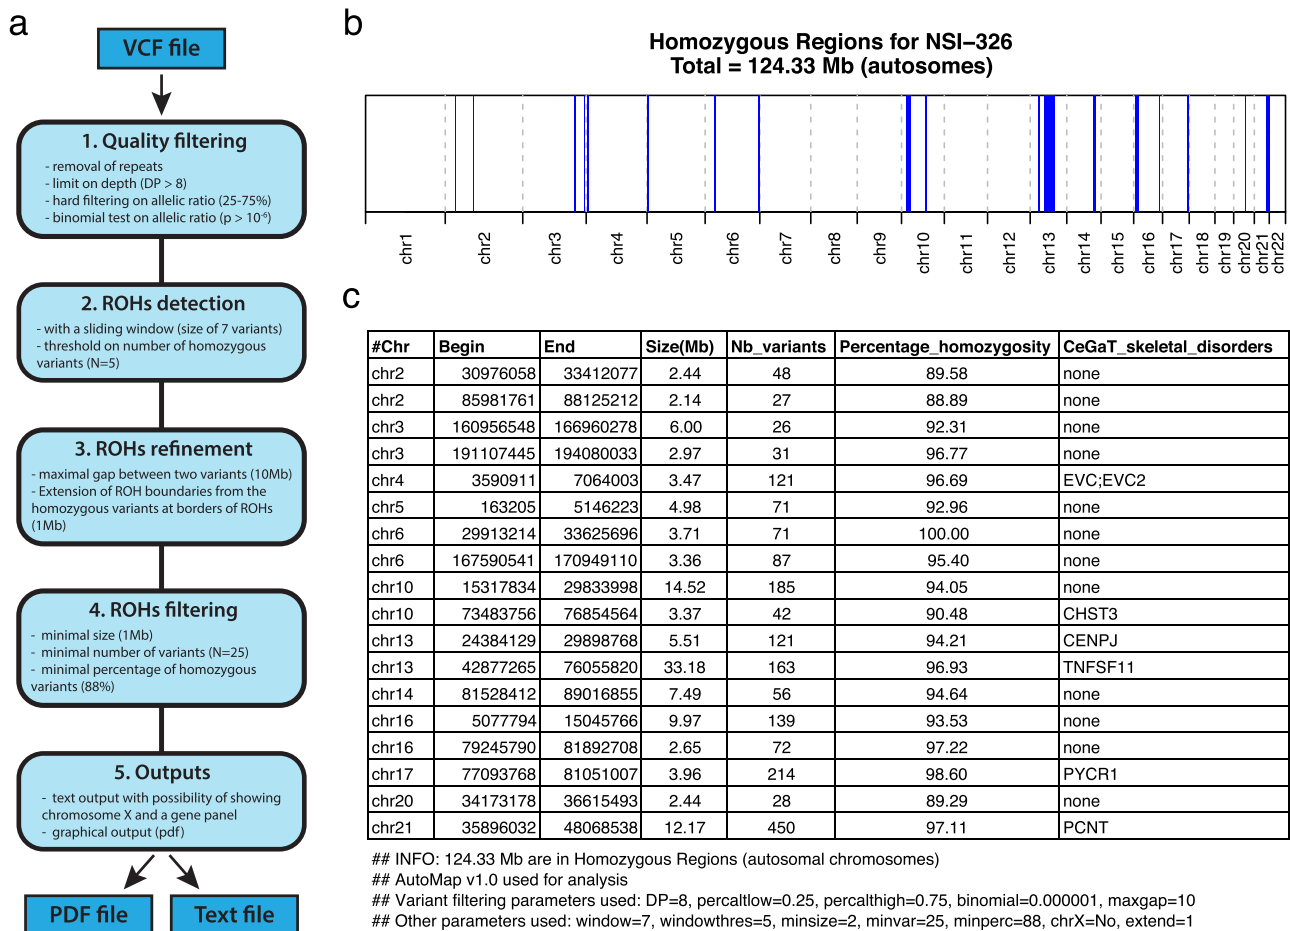 a
VCF file
1. Quality filtering
- removal of repeats
- limit on depth (DP > 8)
- hard filtering on allelic ratio (25-75%)
- binomial test on allelic ratio (p > 10⁻⁶)
2. ROHs detection
- with a sliding window (size of 7 variants)
- threshold on number of homozygous
variants (N=5)
3. ROHs refinement
- maximal gap between two variants (10Mb)
- Extension of ROH boundaries from the
homozygous variants at borders of ROHs
(1Mb)
4. ROHs filtering
- minimal size (1Mb)
- minimal number of variants (N=25)
- minimal percentage of homozygous
variants (88%)
5. Outputs
- text output with possibility of showing
chromosome X and a gene panel
- graphical output (pdf)
PDF file
Text file
b
Homozygous Regions for NSI−326
Total = 124.33 Mb (autosomes)
chr1
chr2
chr3
chr4
chr5
chr6
chr7
chr8
chr9
chr10
chr11
chr12
chr13
chr14
chr15
chr16
chr17
chr18
chr19
chr20
chr21
chr22
c
#Chr Begin End Size(Mb) Nb_variants Percentage_homozygosity CeGaT_skeletal_disorders
chr2 30976058 33412077 2.44 48 89.58 none
chr2 85981761 88125212 2.14 27 88.89 none
chr3 160956548 166960278 6.00 26 92.31 none
chr3 191107445 194080033 2.97 31 96.77 none
chr4 3590911 7064003 3.47 121 96.69 EVC;EVC2
chr5 163205 5146223 4.98 71 92.96 none
chr6 29913214 33625696 3.71 71 100.00 none
chr6 167590541 170949110 3.36 87 95.40 none
chr10 15317834 29833998 14.52 185 94.05 none
chr10 73483756 76854564 3.37 42 90.48 CHST3
chr13 24384129 29898768 5.51 121 94.21 CENPJ
chr13 42877265 76055820 33.18 163 96.93 TNFSF11
chr14 81528412 89016855 7.49 56 94.64 none
chr16 5077794 15045766 9.97 139 93.53 none
chr16 79245790 81892708 2.65 72 97.22 none
chr17 77093768 81051007 3.96 214 98.60 PYCR1
chr20 34173178 36615493 2.44 28 89.29 none
chr21 35896032 48068538 12.17 450 97.11 PCNT
## INFO: 124.33 Mb are in Homozygous Regions (autosomal chromosomes)
## AutoMap v1.0 used for analysis
## Variant filtering parameters used: DP=8, percaltlow=0.25, percalthigh=0.75, binomial=0.000001, maxgap=10
## Other parameters used: window=7, windowthres=5, minsize=2, minvar=25, minperc=88, chrX=No, extend=1